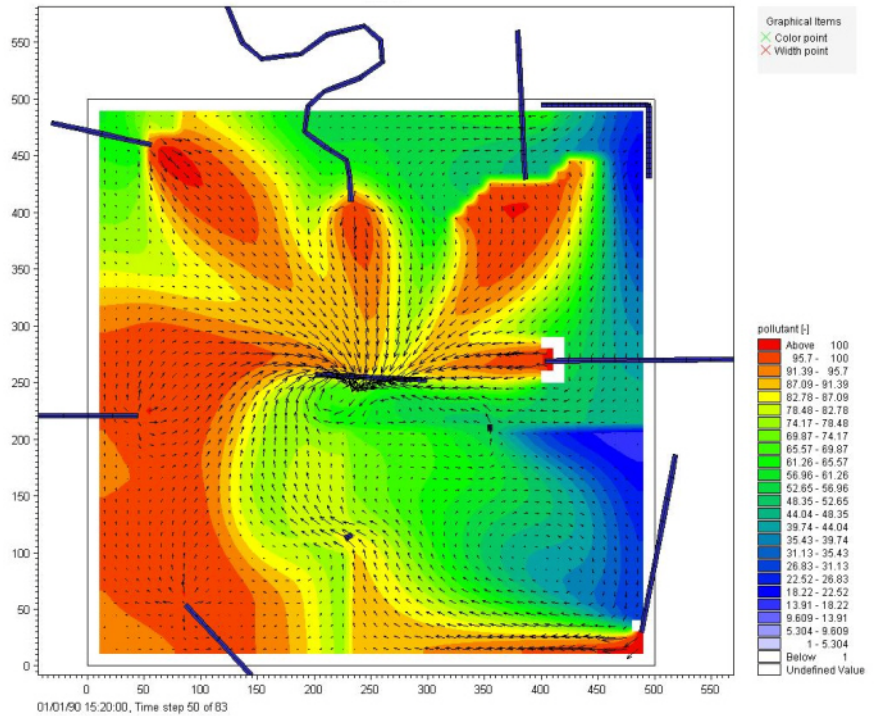 Graphical Items
Color point
Width point
550
500
450
400
350
300
250
200
150
100
50
0
0 50 100 150 200 250 300 350 400 450 500 550
01/01/90 15:20:00, Time step 50 of 83
pollutant [-]
Above 100
95.7 - 100
91.39 - 95.7
87.09 - 91.39
82.78 - 87.09
78.48 - 82.78
74.17 - 78.48
69.87 - 74.17
65.57 - 69.87
61.26 - 65.57
56.96 - 61.26
52.65 - 56.96
48.35 - 52.65
44.04 - 48.35
39.74 - 44.04
35.43 - 39.74
31.13 - 35.43
26.83 - 31.13
22.52 - 26.83
18.22 - 22.52
13.91 - 18.22
9.609 - 13.91
5.304 - 9.609
1 - 5.304
Below 1
Undefined Value